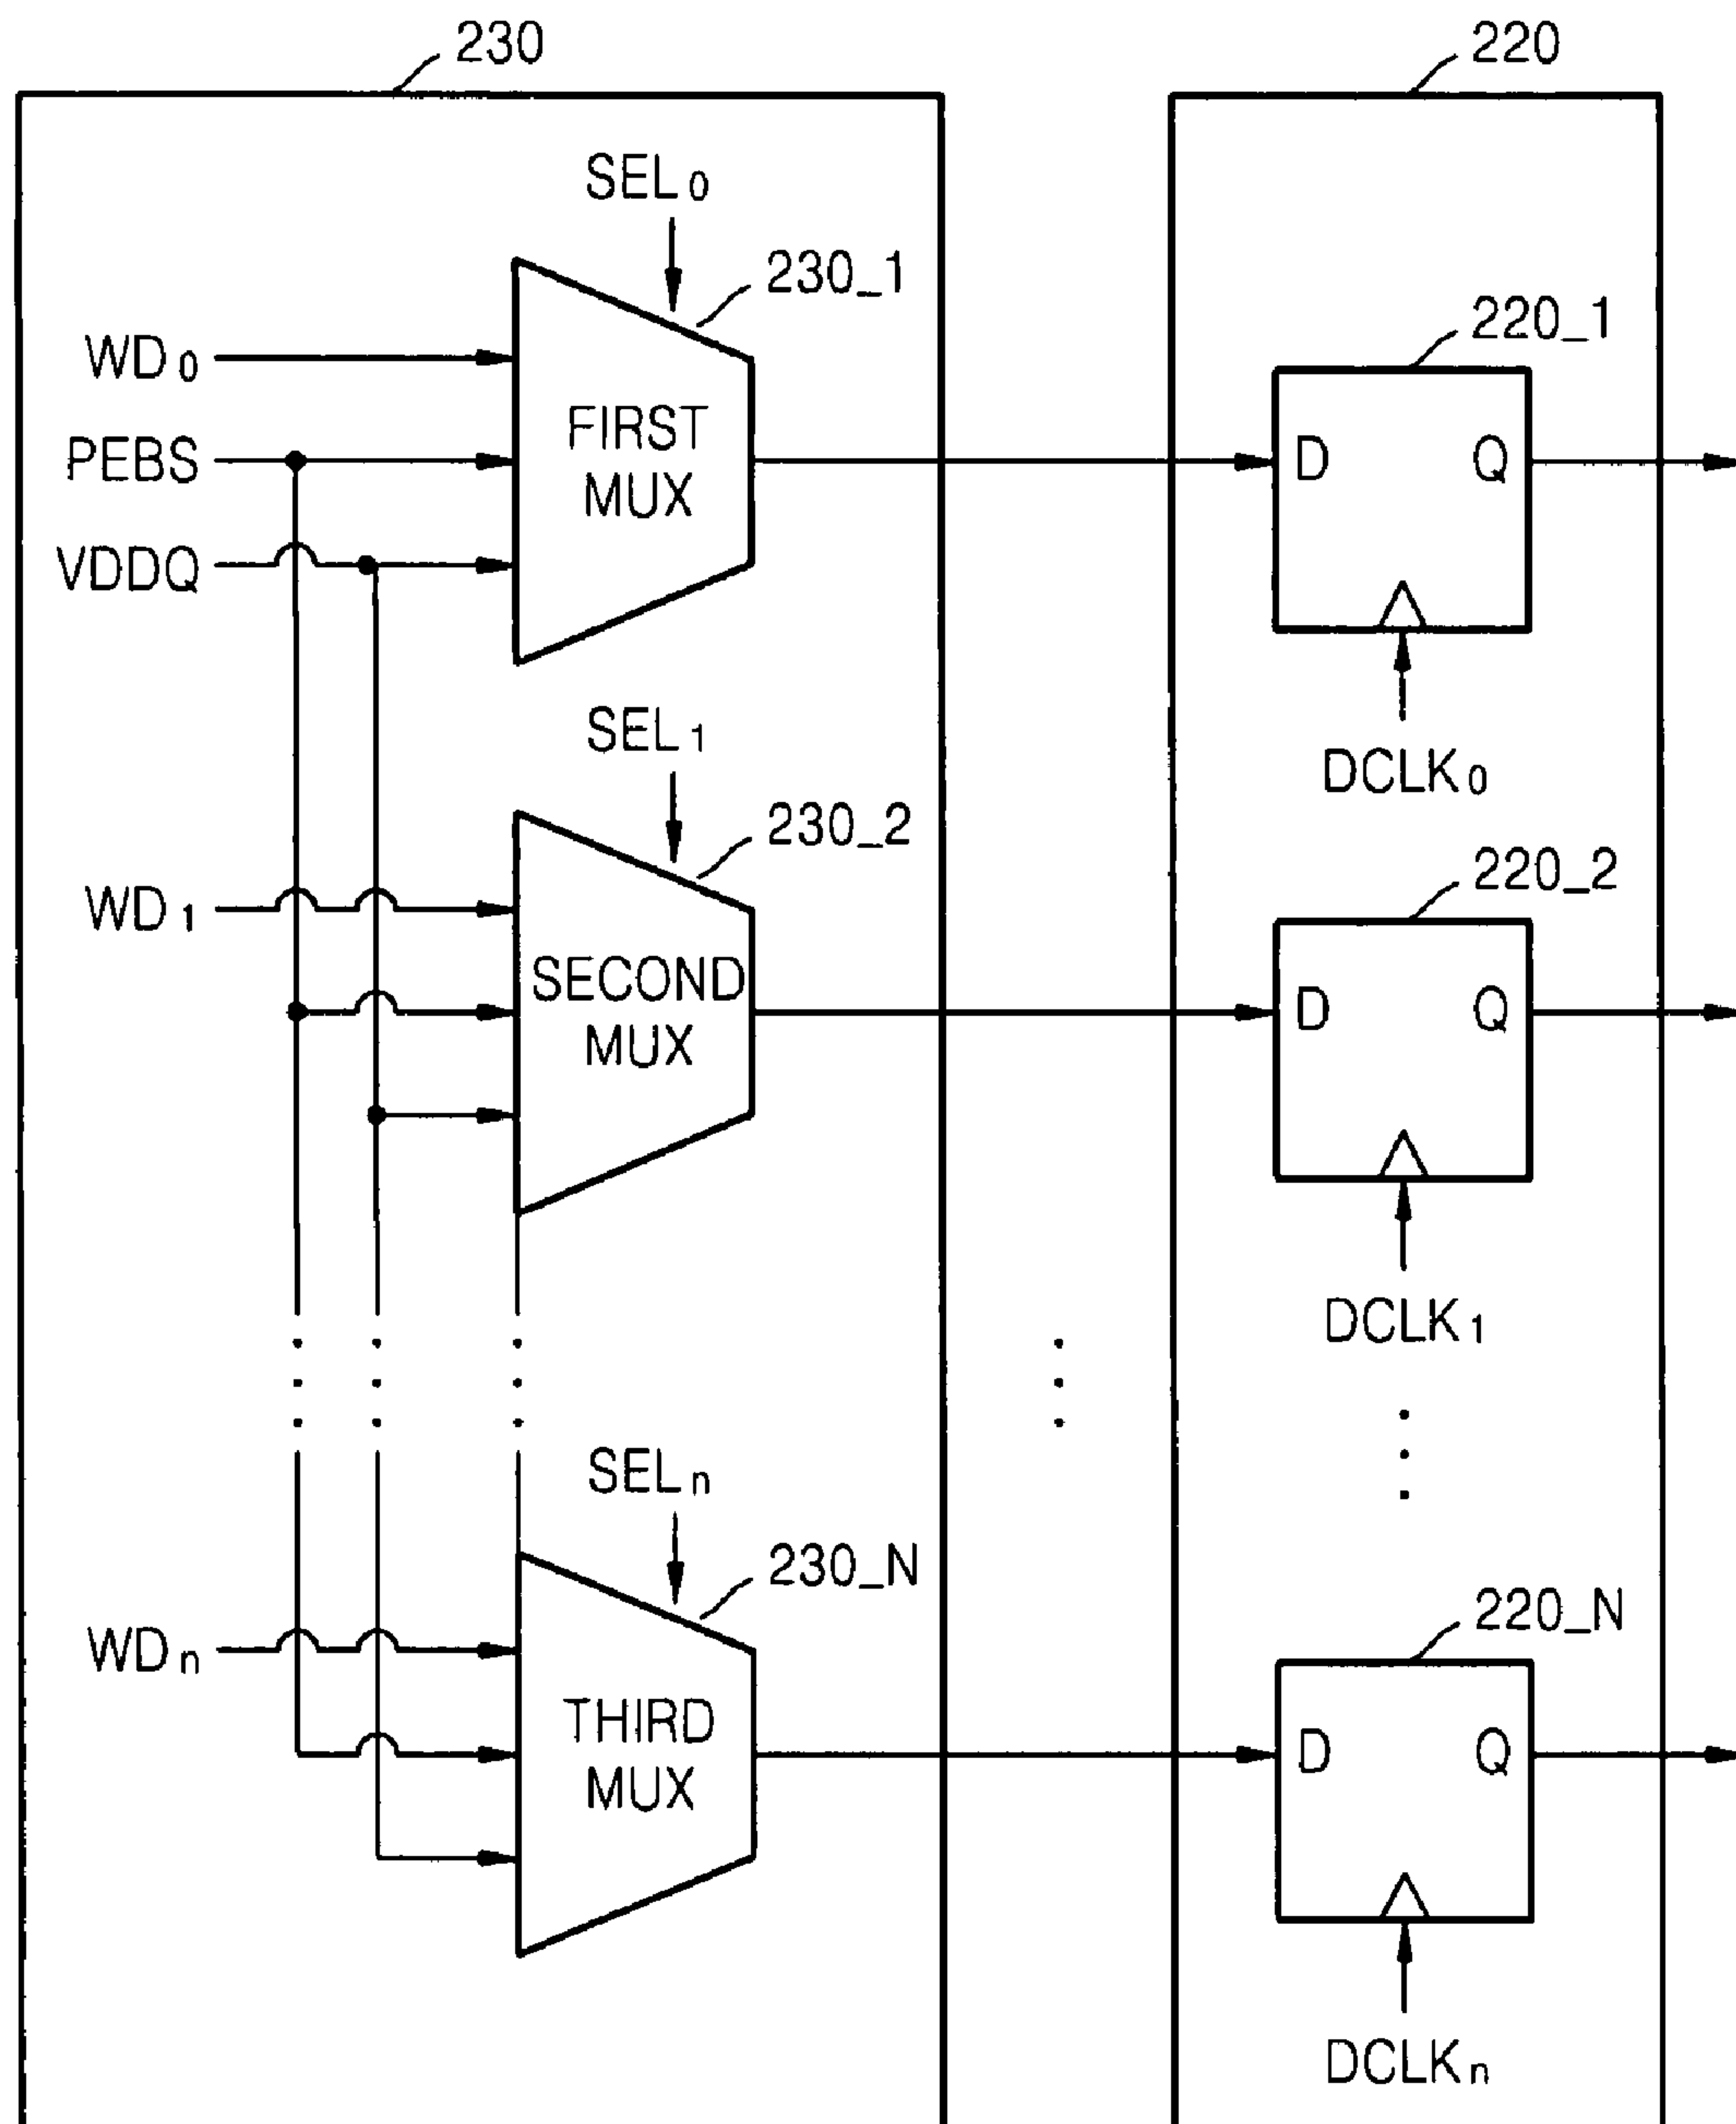 230
220
SEL0
230_1
220_1
WD0
PEBS
VDDQ
FIRST
MUX
D
Q
DCLK0
SEL1
230_2
220_2
WD1
SECOND
MUX
D
Q
DCLK1
SELn
230_N
220_N
WDn
THIRD
MUX
D
Q
DCLKn